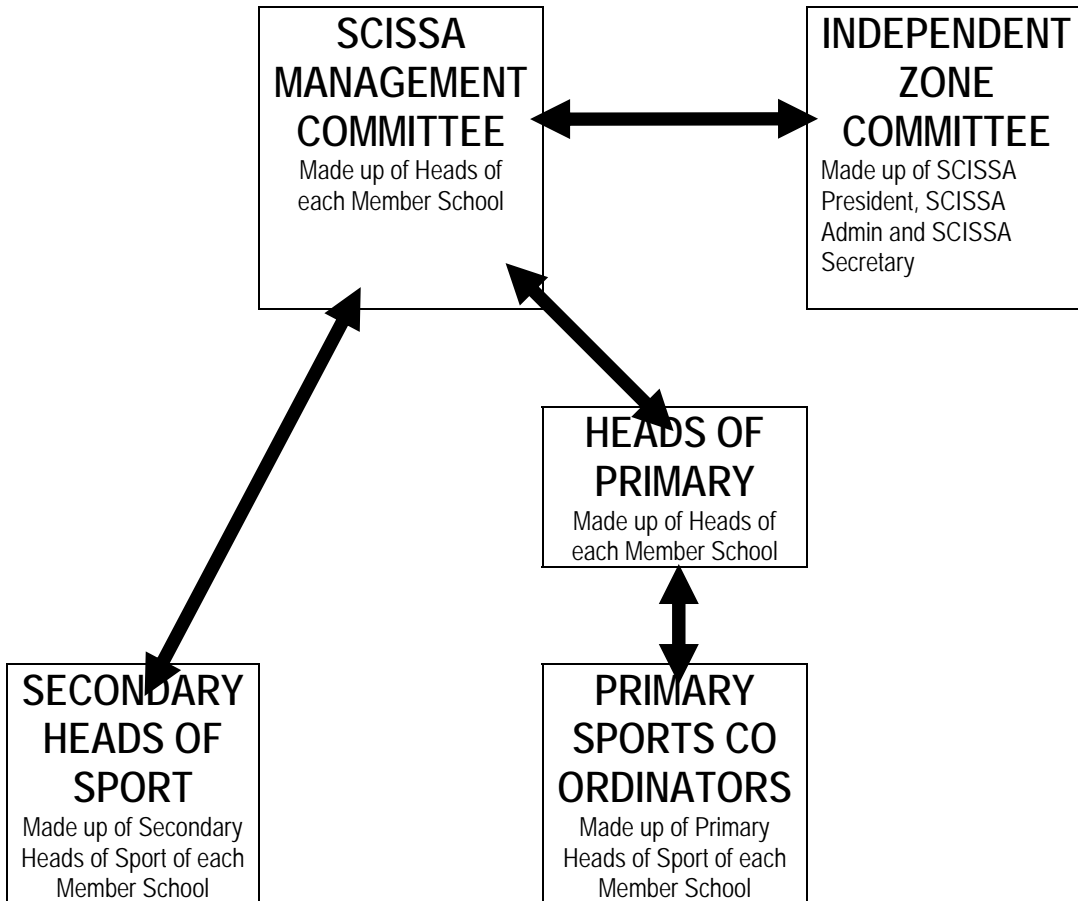 SCISSA
MANAGEMENT
COMMITTEE
Made up of Heads of
each Member School
INDEPENDENT
ZONE
COMMITTEE
Made up of SCISSA
President, SCISSA
Admin and SCISSA
Secretary
HEADS OF
PRIMARY
Made up of Heads of
each Member School
SECONDARY
HEADS OF
SPORT
Made up of Secondary
Heads of Sport of each
Member School
PRIMARY
SPORTS CO
ORDINATORS
Made up of Primary
Heads of Sport of each
Member School